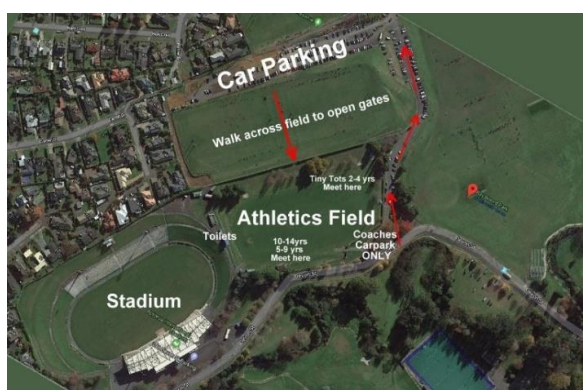 Car Parking
Walk across field to open gates
Tiny Tots 2-4 yrs
Meet here
Athletics Field
Toilets
10-14yrs
5-9 yrs
Meet here
Coaches
Carpark
ONLY
Stadium